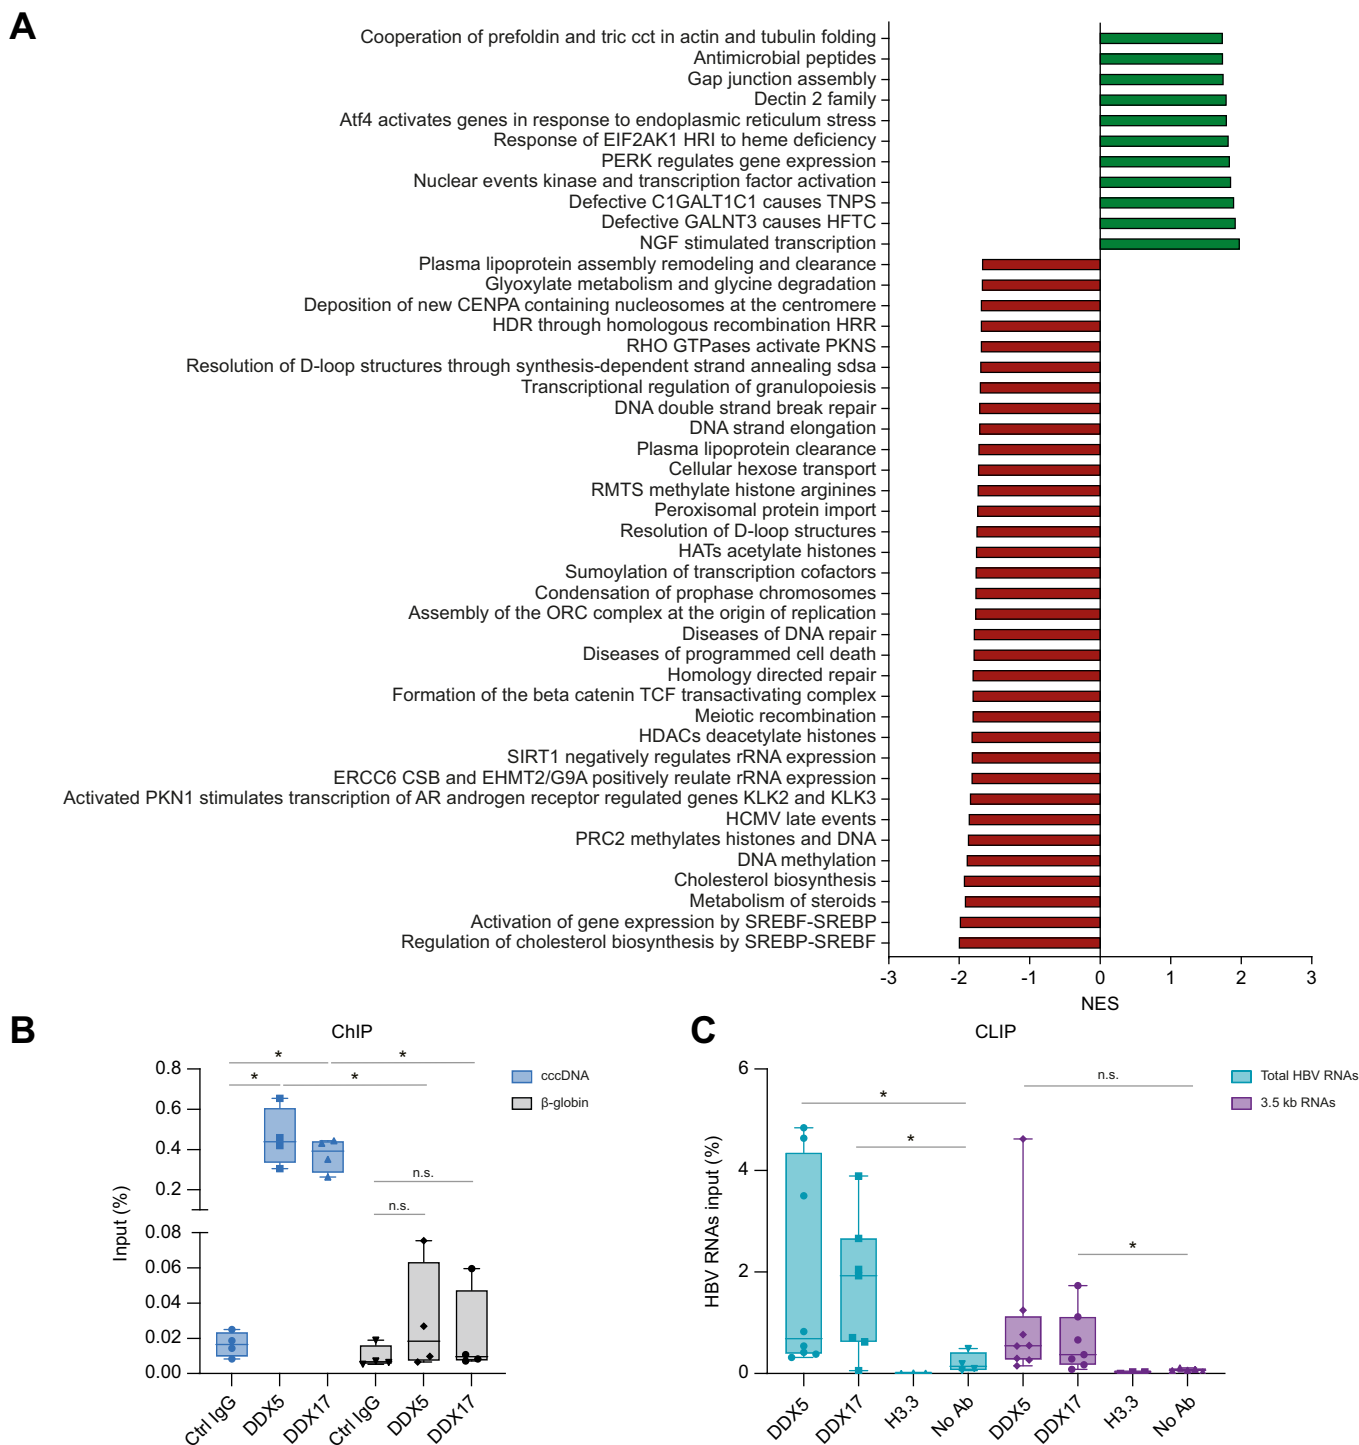 A
Cooperation of prefoldin and tric cct in actin and tubulin folding
Antimicrobial peptides
Gap junction assembly
Dectin 2 family
Atf4 activates genes in response to endoplasmic reticulum stress
Response of EIF2AK1 HRI to heme deficiency
PERK regulates gene expression
Nuclear events kinase and transcription factor activation
Defective C1GALT1C1 causes TNPS
Defective GALNT3 causes HFTC
NGF stimulated transcription
Plasma lipoprotein assembly remodeling and clearance
Glyoxylate metabolism and glycine degradation
Deposition of new CENPA containing nucleosomes at the centromere
HDR through homologous recombination HRR
RHO GTPases activate PKNS
Resolution of D-loop structures through synthesis-dependent strand annealing sdsa
Transcriptional regulation of granulopoiesis
DNA double strand break repair
DNA strand elongation
Plasma lipoprotein clearance
Cellular hexose transport
RMTS methylate histone arginines
Peroxisomal protein import
Resolution of D-loop structures
HATs acetylate histones
Sumoylation of transcription cofactors
Condensation of prophase chromosomes
Assembly of the ORC complex at the origin of replication
Diseases of DNA repair
Diseases of programmed cell death
Homology directed repair
Formation of the beta catenin TCF transactivating complex
Meiotic recombination
HDACs deacetylate histones
SIRT1 negatively regulates rRNA expression
ERCC6 CSB and EHMT2/G9A positively reulate rRNA expression
Activated PKN1 stimulates transcription of AR androgen receptor regulated genes KLK2 and KLK3
HCMV late events
PRC2 methylates histones and DNA
DNA methylation
Cholesterol biosynthesis
Metabolism of steroids
Activation of gene expression by SREBF-SREBP
Regulation of cholesterol biosynthesis by SREBP-SREBF
-3 -2 -1 0 1 2 3
NES
B
ChIP
Input (%)
0.8
0.6
0.4
0.2
0.08
0.06
0.04
0.02
0.00
* *
* *
n.s.
n.s.
cccDNA
β-globin
Ctrl IgG DDX5 DDX17 Ctrl IgG DDX5 DDX17
C
CLIP
HBV RNAs input (%)
6
4
2
0
*
*
n.s.
*
Total HBV RNAs
3.5 kb RNAs
DDX5 DDX17 H3.3 No Ab DDX5 DDX17 H3.3 No Ab